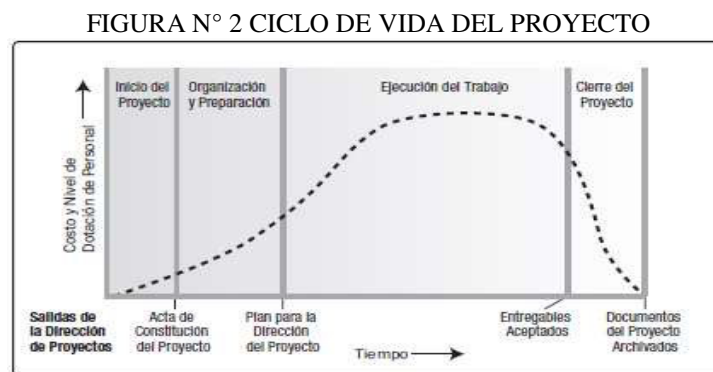 FIGURA N° 2 CICLO DE VIDA DEL PROYECTO
Inicio del
Proyecto
Organización
y Preparación
Ejecución del Trabajo
Cierre del
Proyecto
Costo y Nivel de
Dotación de Personal
Salidas de
la Dirección
de Proyectos
Acta de
Constitución
del Proyecto
Plan para la
Dirección
del Proyecto
Entregables
Aceptados
Documentos
del Proyecto
Archivados
Tiempo